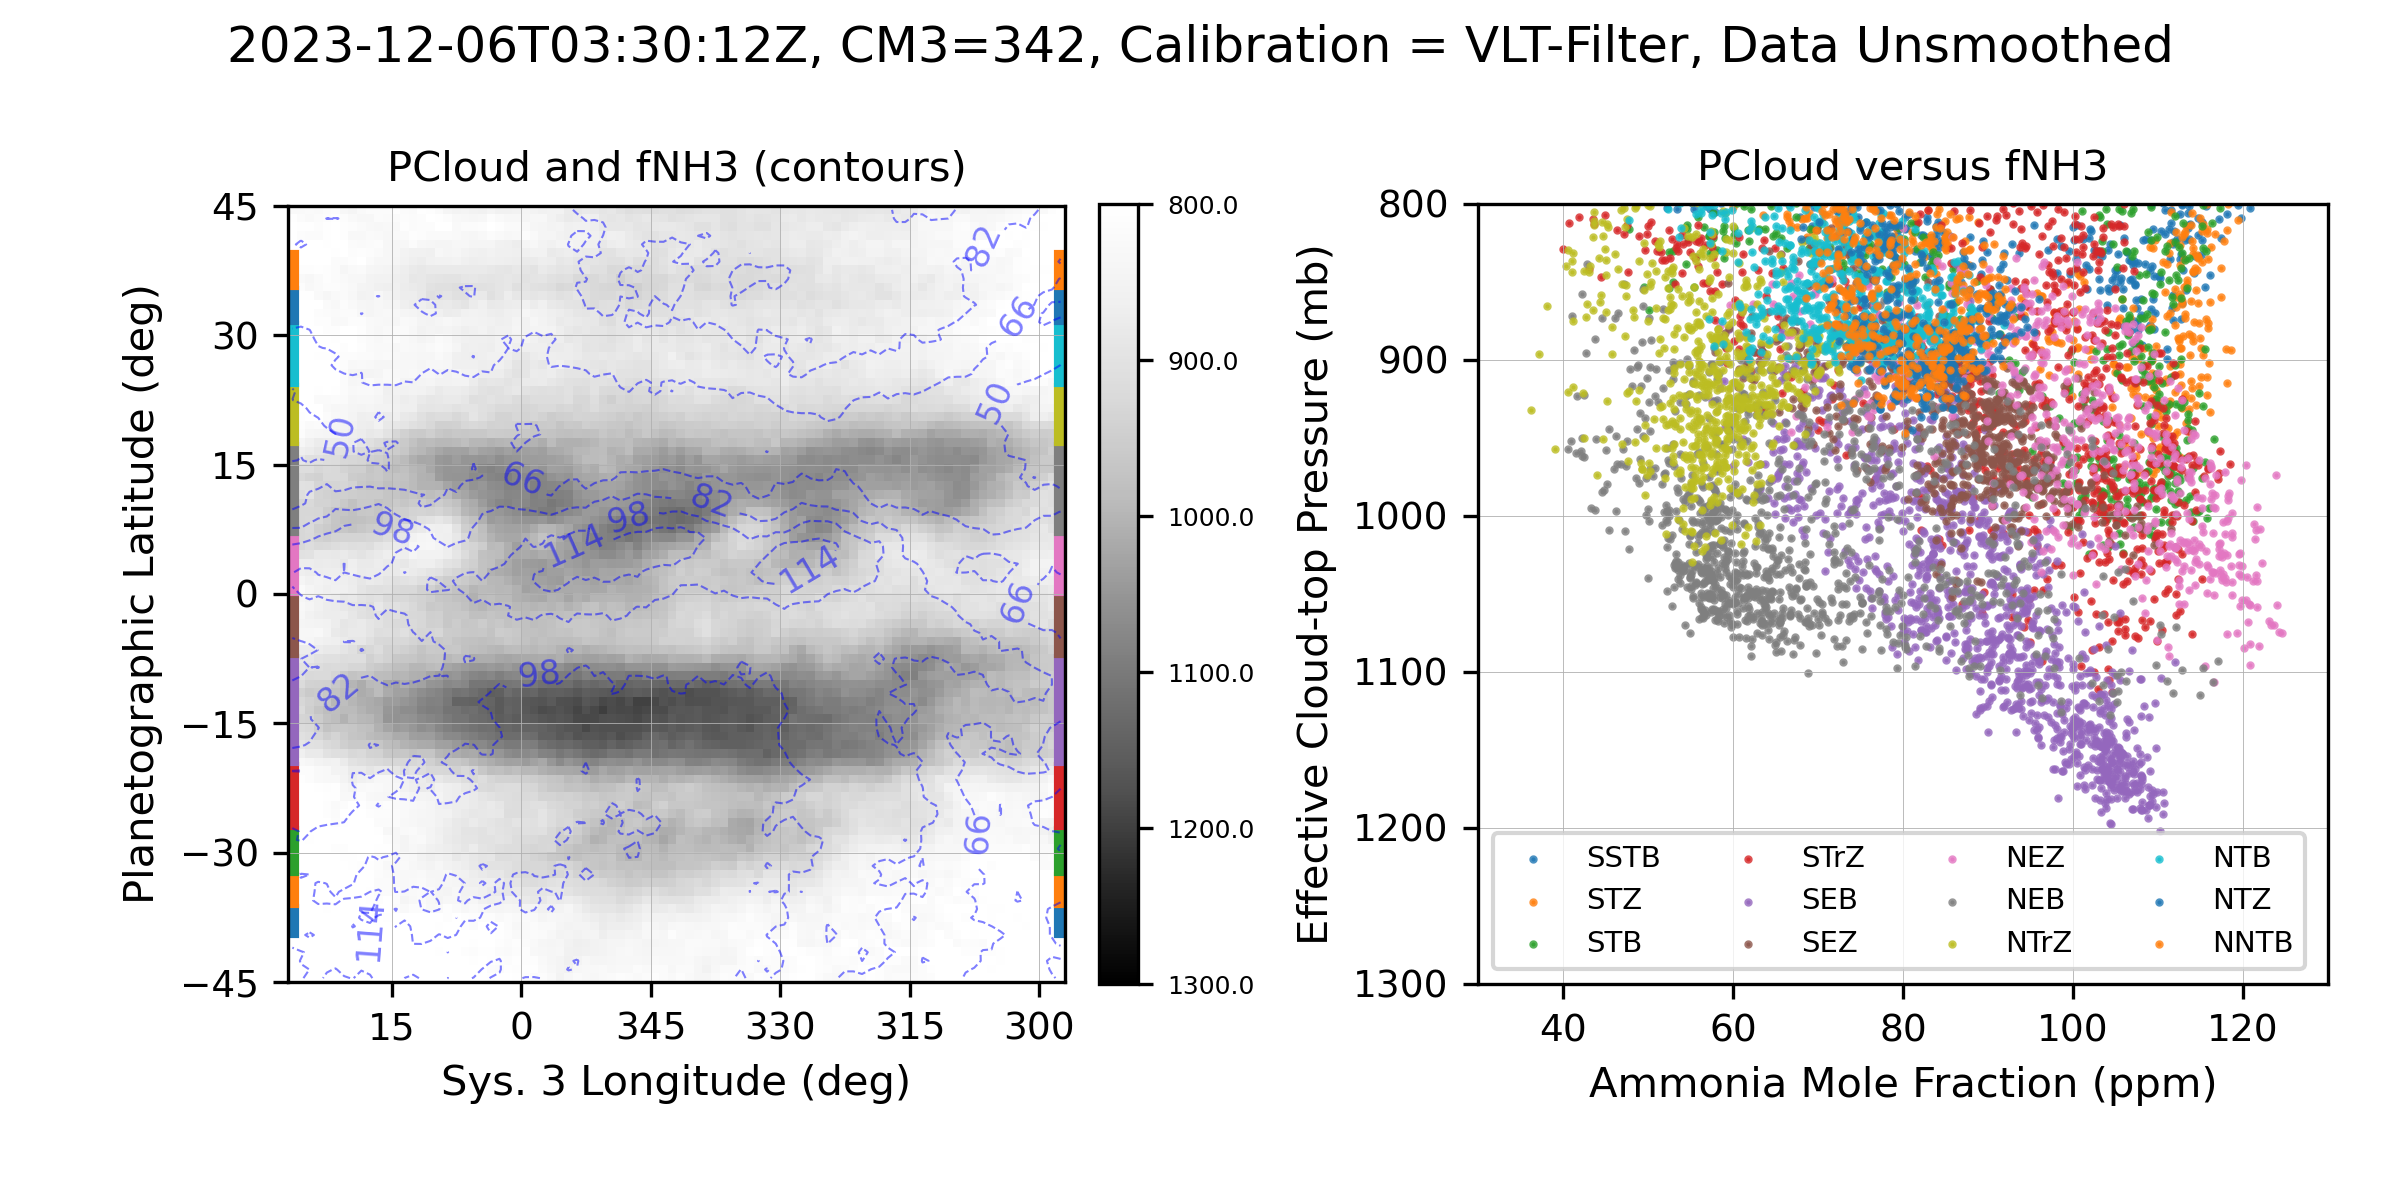 2023-12-06T03:30:12Z, CM3=342, Calibration = VLT-Filter, Data Unsmoothed
PCloud and fNH3 (contours)
45
30
15
0
−15
−30
−45
Planetographic Latitude (deg)
15 0 345 330 315 300
Sys. 3 Longitude (deg)
82
66
50
50
66
82
98
98
114
114
66
98
82
66
114
800.0
900.0
1000.0
1100.0
1200.0
1300.0
PCloud versus fNH3
800
900
1000
1100
1200
1300
Effective Cloud-top Pressure (mb)
SSTB STrZ NEZ NTB
STZ SEB NEB NTZ
STB SEZ NTrZ NNTB
40 60 80 100 120
Ammonia Mole Fraction (ppm)